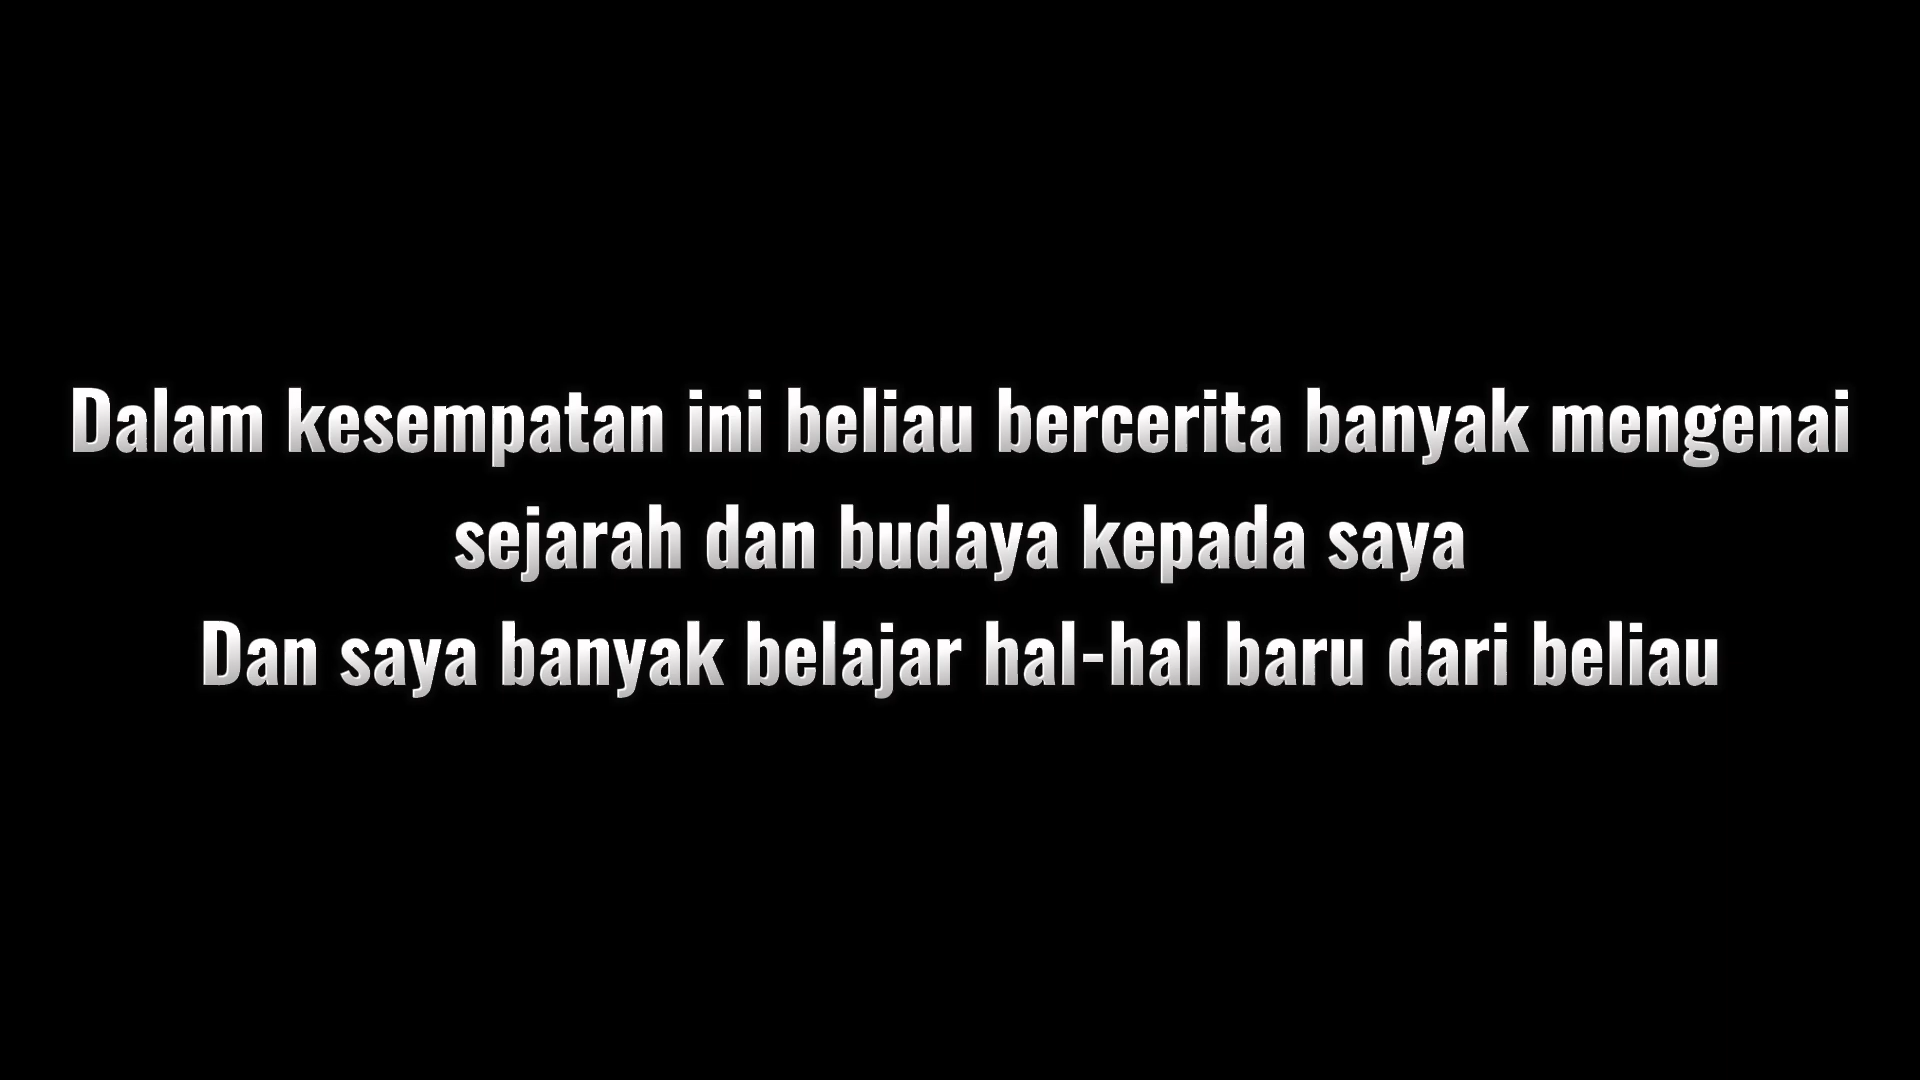 Dalam kesempatan ini beliau bercerita banyak mengenai
sejarah dan budaya kepada saya
Dan saya banyak belajar hal-hal baru dari beliau